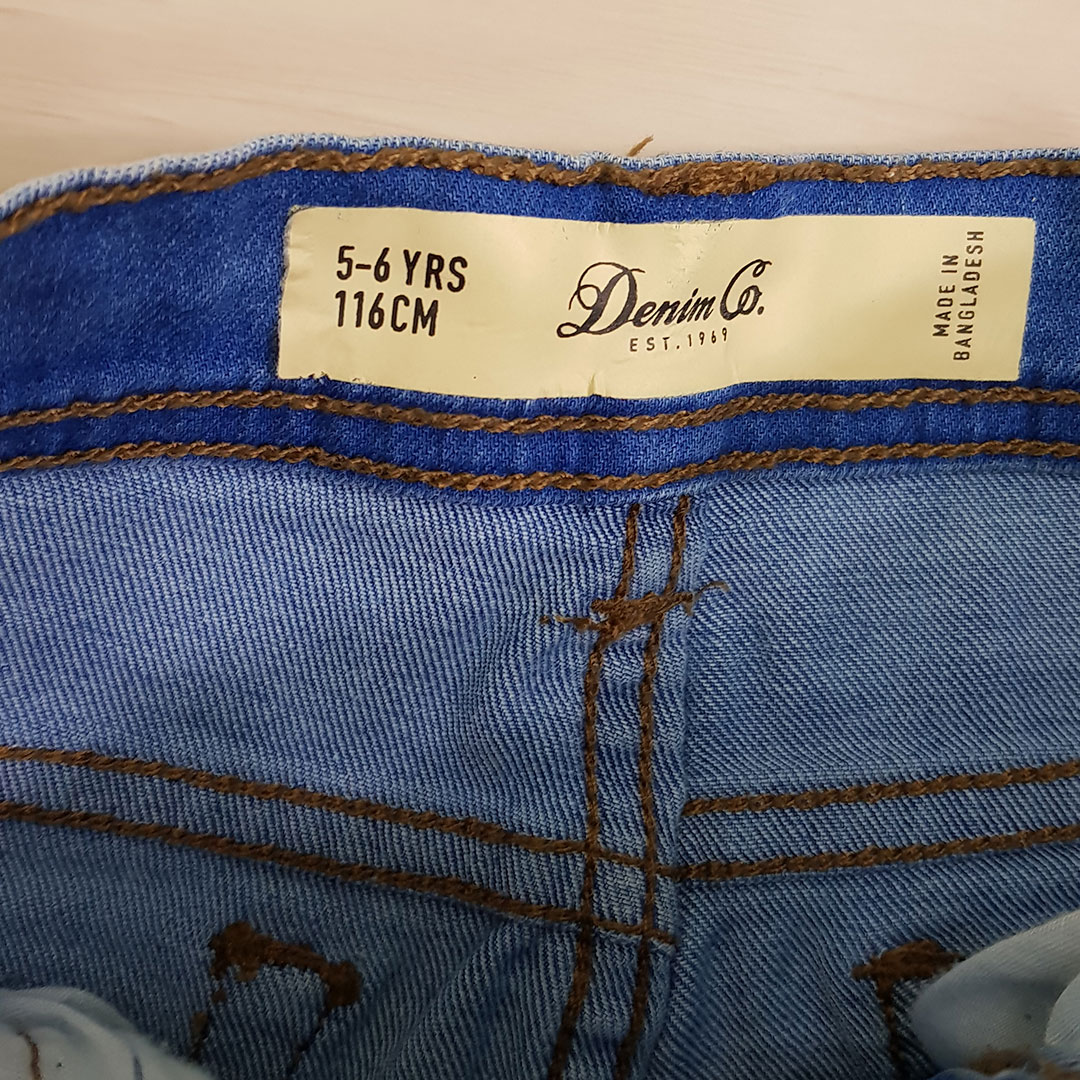 5-6 YRS
116CM
Denim Co.
EST.1969
MADE IN
BANGLADESH